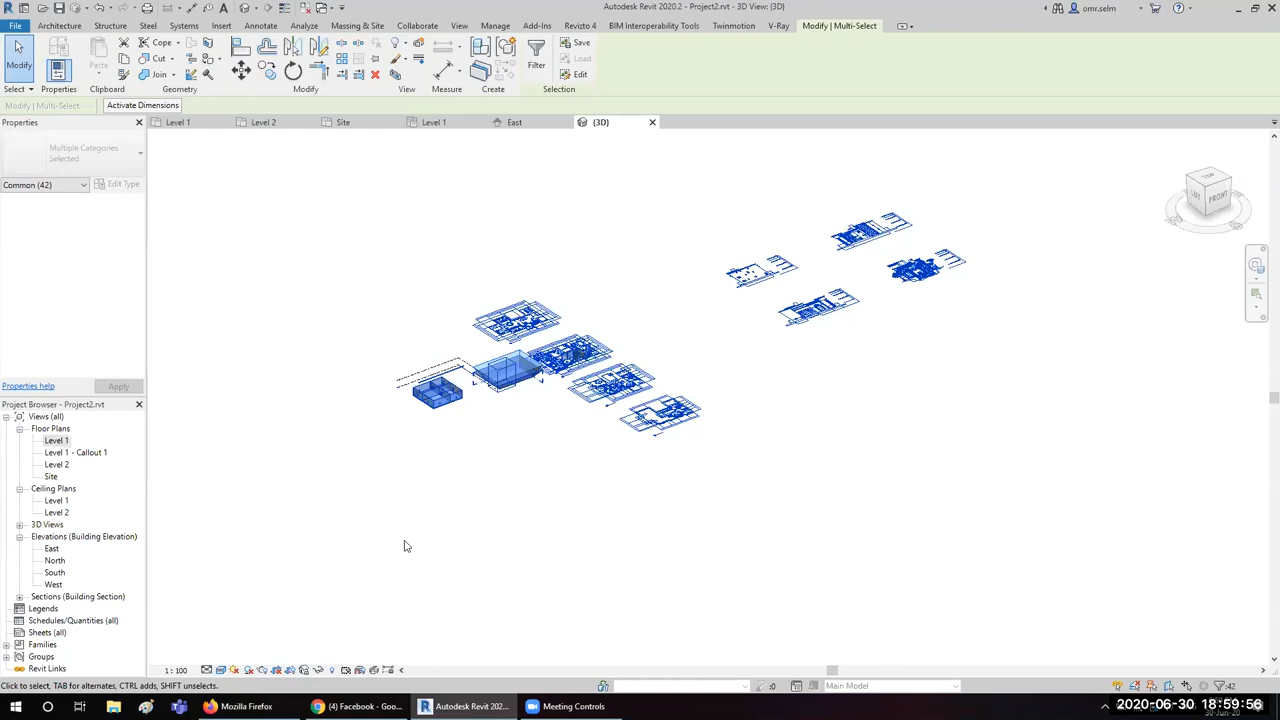 Autodesk Revit 2020.2 - Project2.rvt - 3D View: {3D}
omr.selm
File Architecture Structure Steel Systems Insert Annotate Analyze Massing & Site Collaborate View Manage Add-Ins Revizto 4 BIM Interoperability Tools Twinmotion V-Ray Modify | Multi-Select
Cope Save
Modify Paste Cut Filter Load
Join Edit
Select Properties Clipboard Geometry Modify View Measure Create Selection
Modify | Multi-Select Activate Dimensions
Properties Level 1 Level 2 Site Level 1 East {3D}
Multiple Categories
Selected
Common (42) Edit Type
TOP
FRONT
Properties help Apply
Project Browser - Project2.rvt
Views (all)
Floor Plans
Level 1
Level 1 - Callout 1
Level 2
Site
Ceiling Plans
Level 1
Level 2
3D Views
Elevations (Building Elevation)
East
North
South
West
Sections (Building Section)
Legends
Schedules/Quantities (all)
Sheets (all)
Families
Groups
Revit Links
1 : 100
Click to select, TAB for alternates, CTRL adds, SHIFT unselects. :0 Main Model :42
Mozilla Firefox (4) Facebook - Goo... Autodesk Revit 202... Meeting Controls 2020-06-30 18:59:56